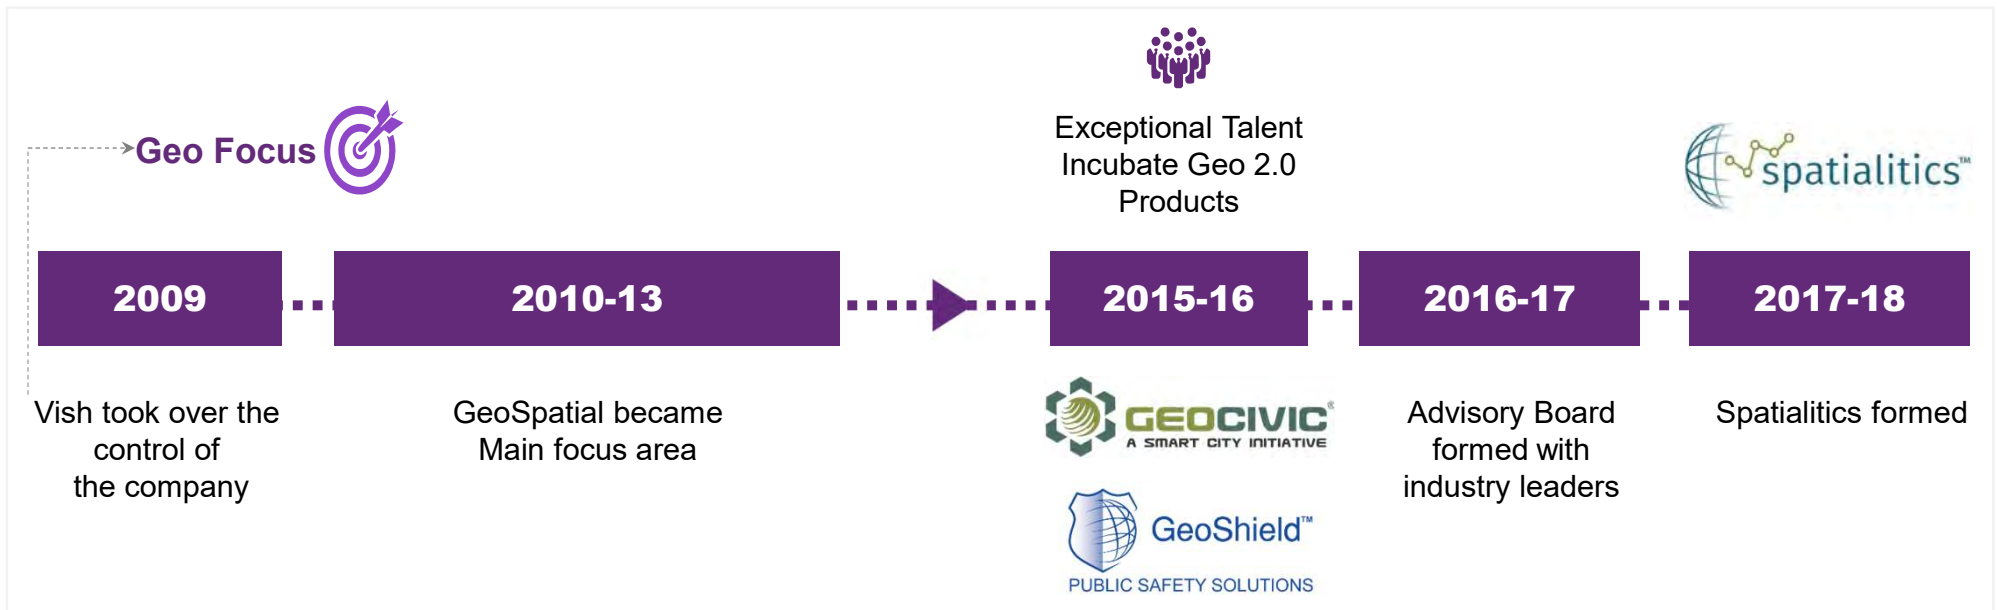 Geo Focus
Exceptional Talent
Incubate Geo 2.0
Products
spatialitics™
2009
2010-13
2015-16
2016-17
2017-18
Vish took over the
control of
the company
GeoSpatial became
Main focus area
GEOCIVIC®
A SMART CITY INITIATIVE
GeoShield™
PUBLIC SAFETY SOLUTIONS
Advisory Board
formed with
industry leaders
Spatialitics formed